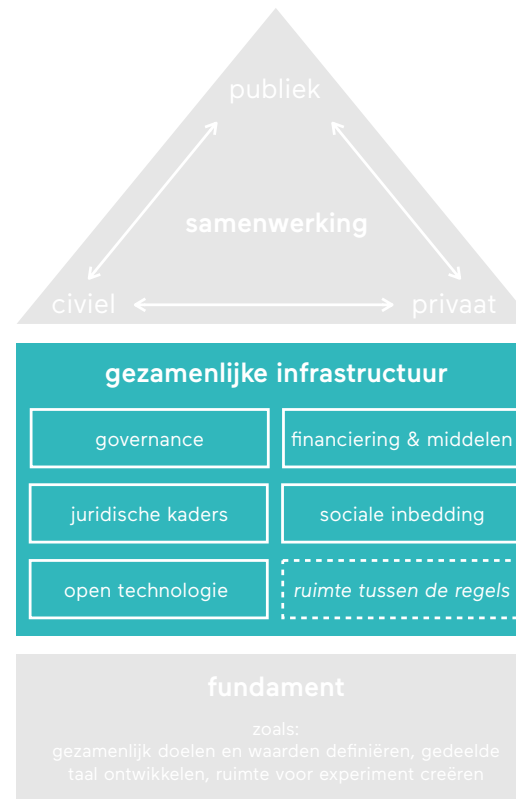 publiek
samenwerking
civiel privaat
gezamenlijke infrastructuur
governance financiering & middelen
juridische kaders sociale inbedding
open technologie ruimte tussen de regels
fundament
zoals:
gezamenlijk doelen en waarden definiëren, gedeelde
taal ontwikkelen, ruimte voor experiment creëren